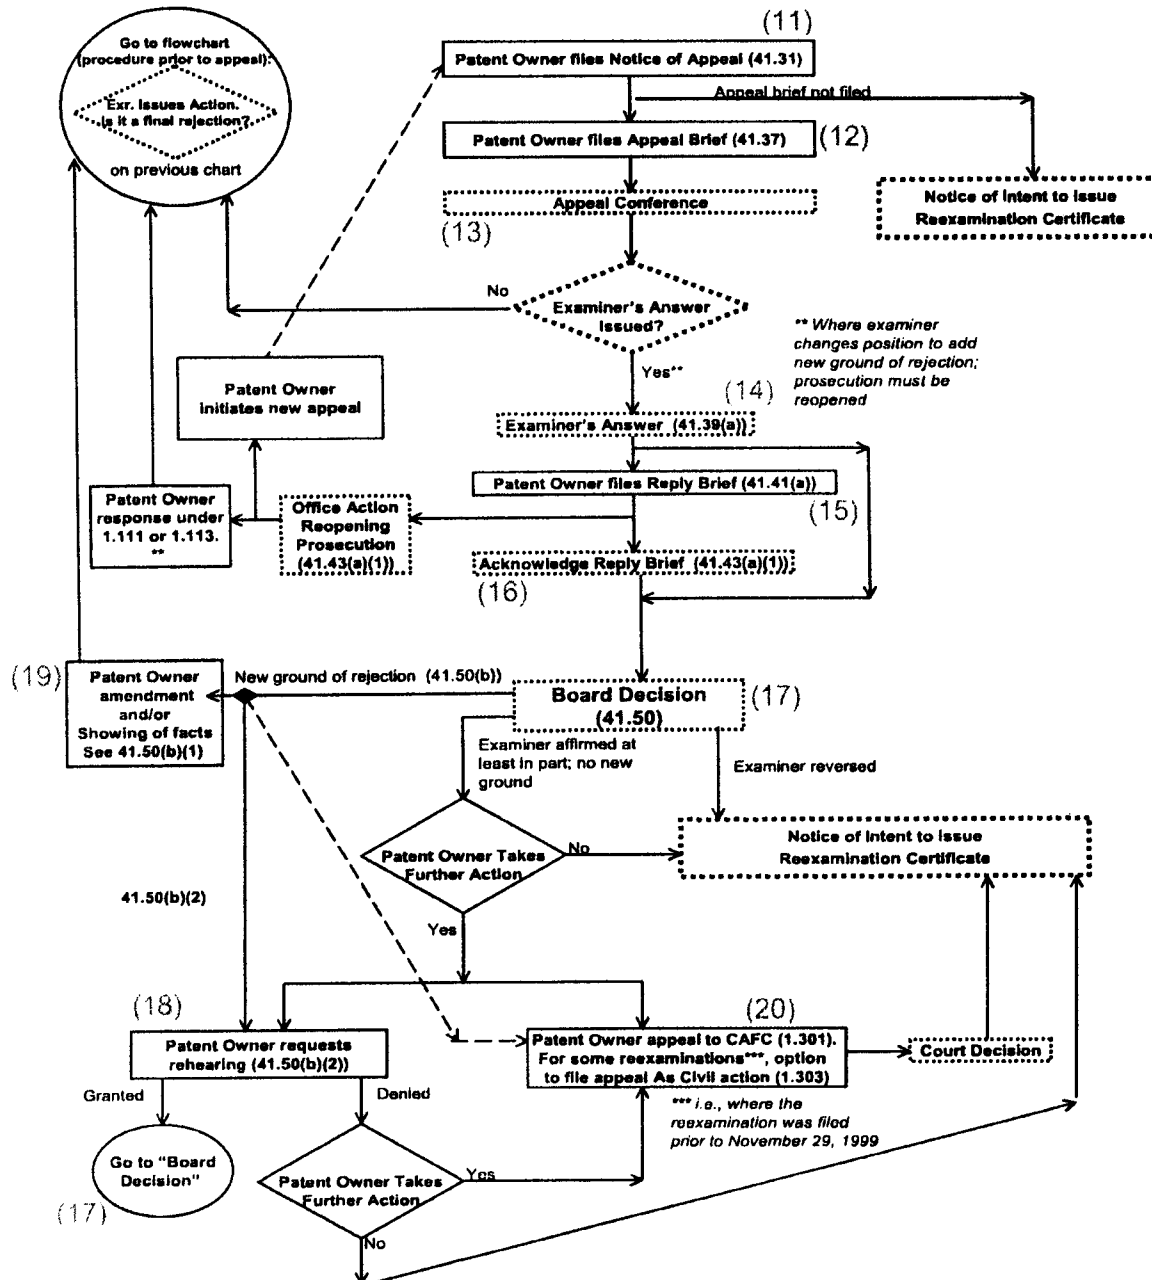 (11)
Go to flowchart
(procedure prior to appeal):
Exr. Issues Action.
Is it a final rejection?
on previous chart
Patent Owner files Notice of Appeal (41.31)
Appeal brief not filed
Patent Owner files Appeal Brief (41.37)
(12)
Notice of Intent to Issue
Reexamination Certificate
Appeal Conference
(13)
No
Examiner's Answer
Issued?
** Where examiner
changes position to add
new ground of rejection;
prosecution must be
reopened
Yes**
Patent Owner
initiates new appeal
(14)
Examiner's Answer (41.39(a))
Patent Owner files Reply Brief (41.41(a))
(15)
Patent Owner
response under
1.111 or 1.113.
**
Office Action
Reopening
Prosecution
(41.43(a)(1))
Acknowledge Reply Brief (41.43(a)(1))
(16)
(19)
Patent Owner
amendment
and/or
Showing of facts
See 41.50(b)(1)
New ground of rejection (41.50(b))
Board Decision
(41.50)
(17)
Examiner affirmed at
least in part; no new
ground
Examiner reversed
Notice of Intent to Issue
Reexamination Certificate
Patent Owner Takes
Further Action
No
41.50(b)(2)
Yes
(18)
Patent Owner requests
rehearing (41.50(b)(2))
(20)
Patent Owner appeal to CAFC (1.301).
For some reexaminations***, option
to file appeal As Civil action (1.303)
Court Decision
Granted
Denied
*** i.e., where the
reexamination was filed
prior to November 29, 1999
Go to "Board
Decision"
(17)
Patent Owner Takes
Further Action
Yes
No